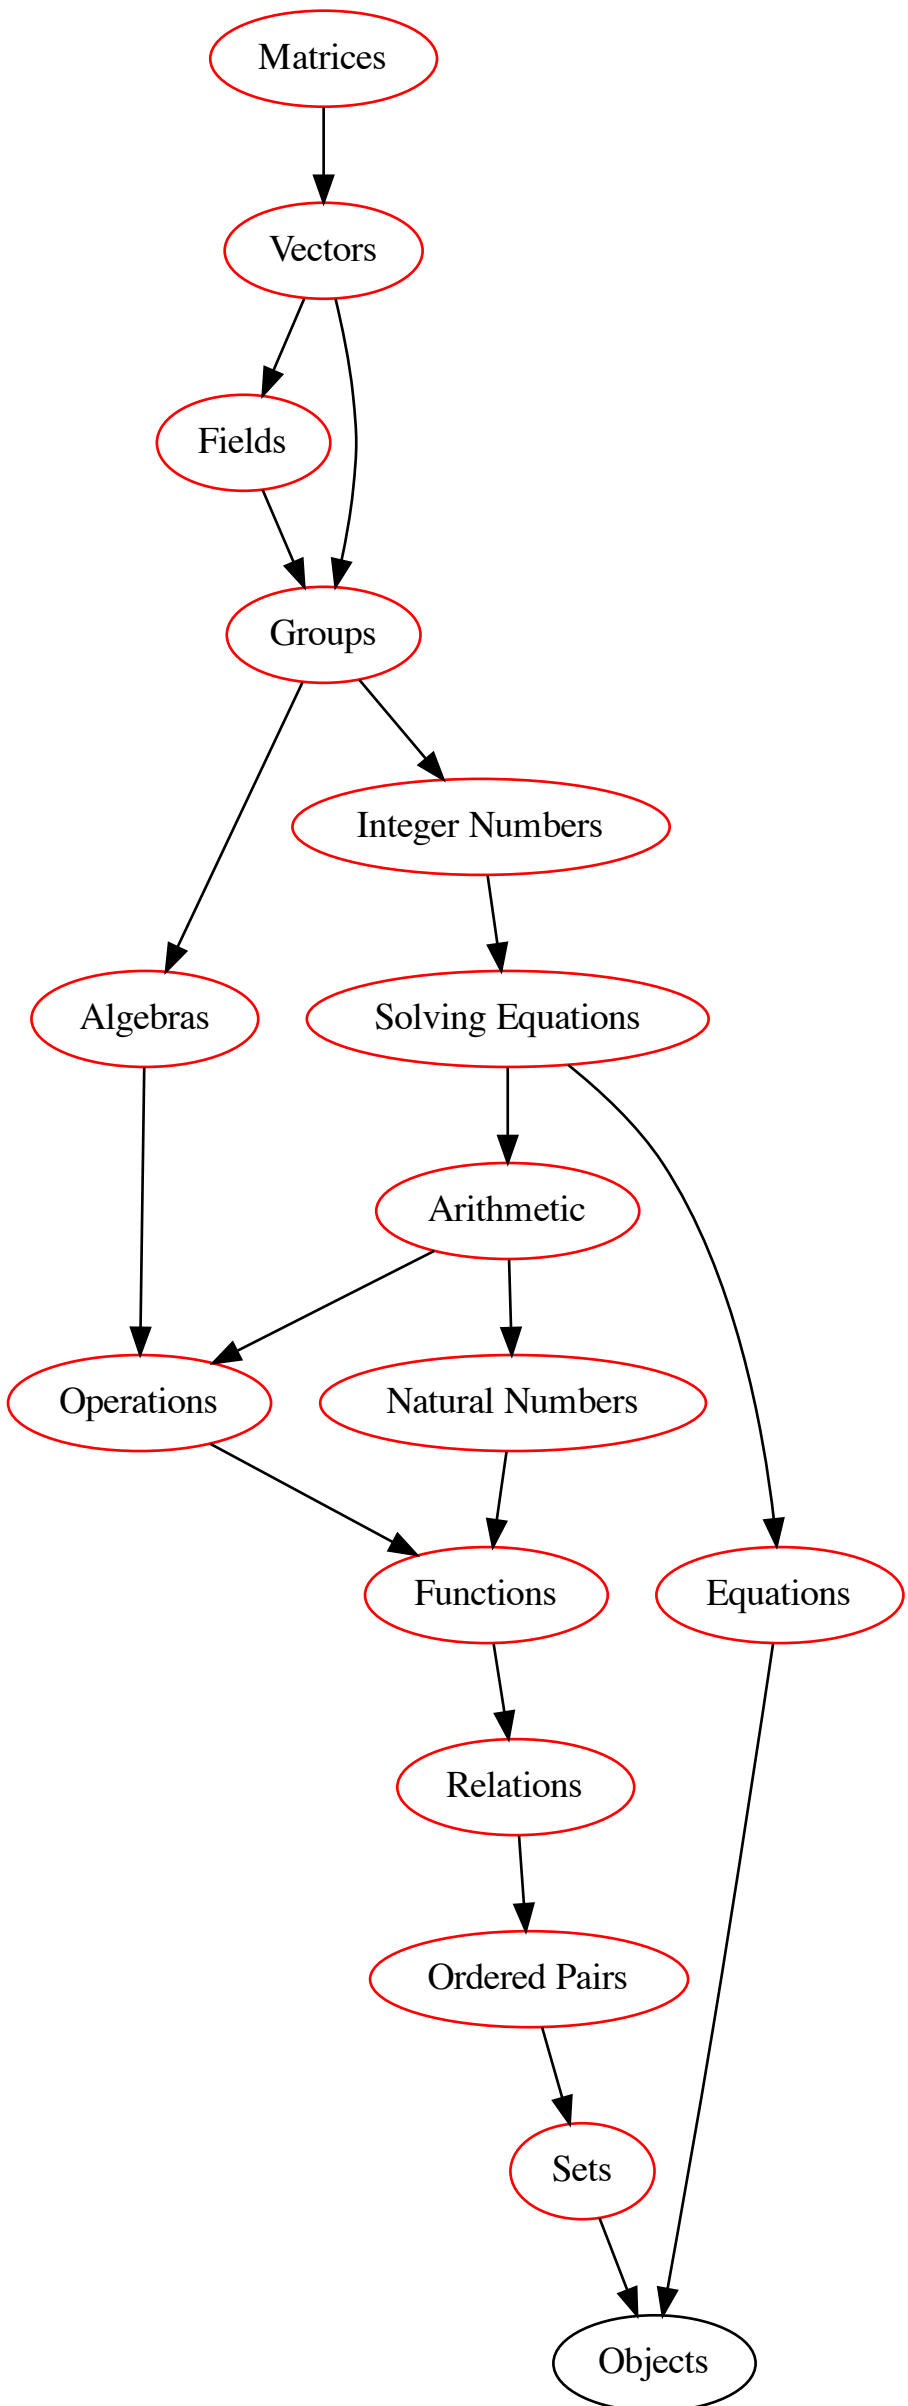 Matrices
Vectors
Fields
Groups
Integer Numbers
Algebras
Solving Equations
Arithmetic
Operations
Natural Numbers
Functions
Equations
Relations
Ordered Pairs
Sets
Objects